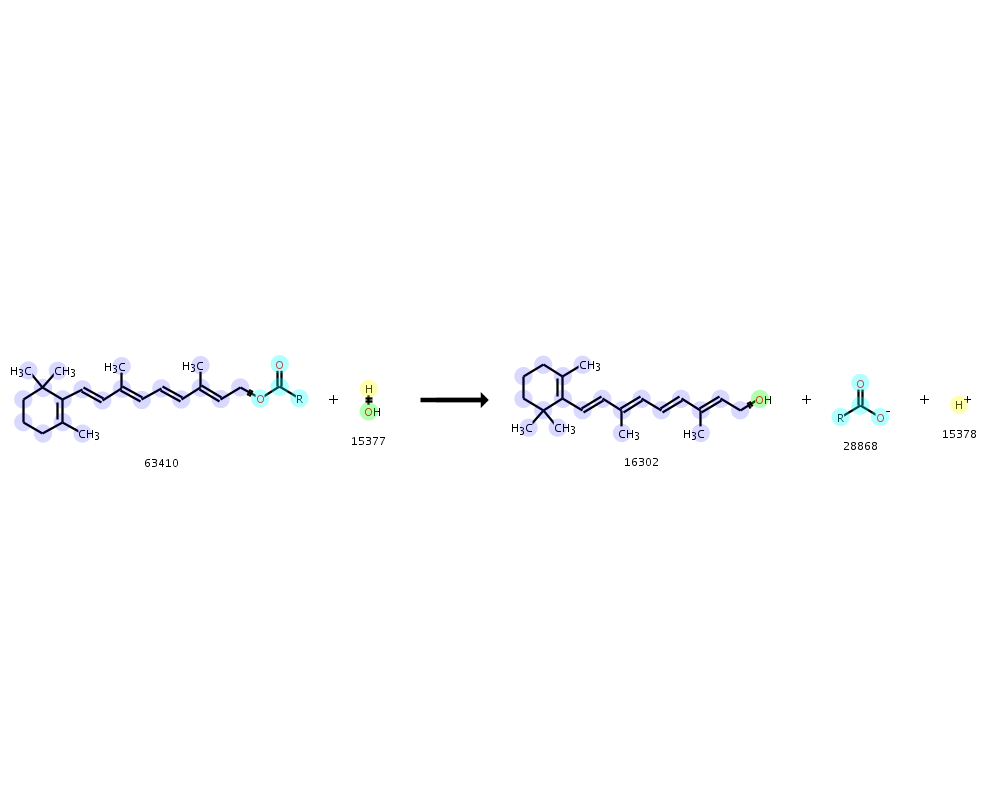 H₃C CH₃ H₃C H₃C O
O R
CH₃
63410
+
H
OH
15377
CH₃
OH
H₃C CH₃ CH₃ H₃C
16302
+
O
R O⁻
28868
+
H⁺
15378